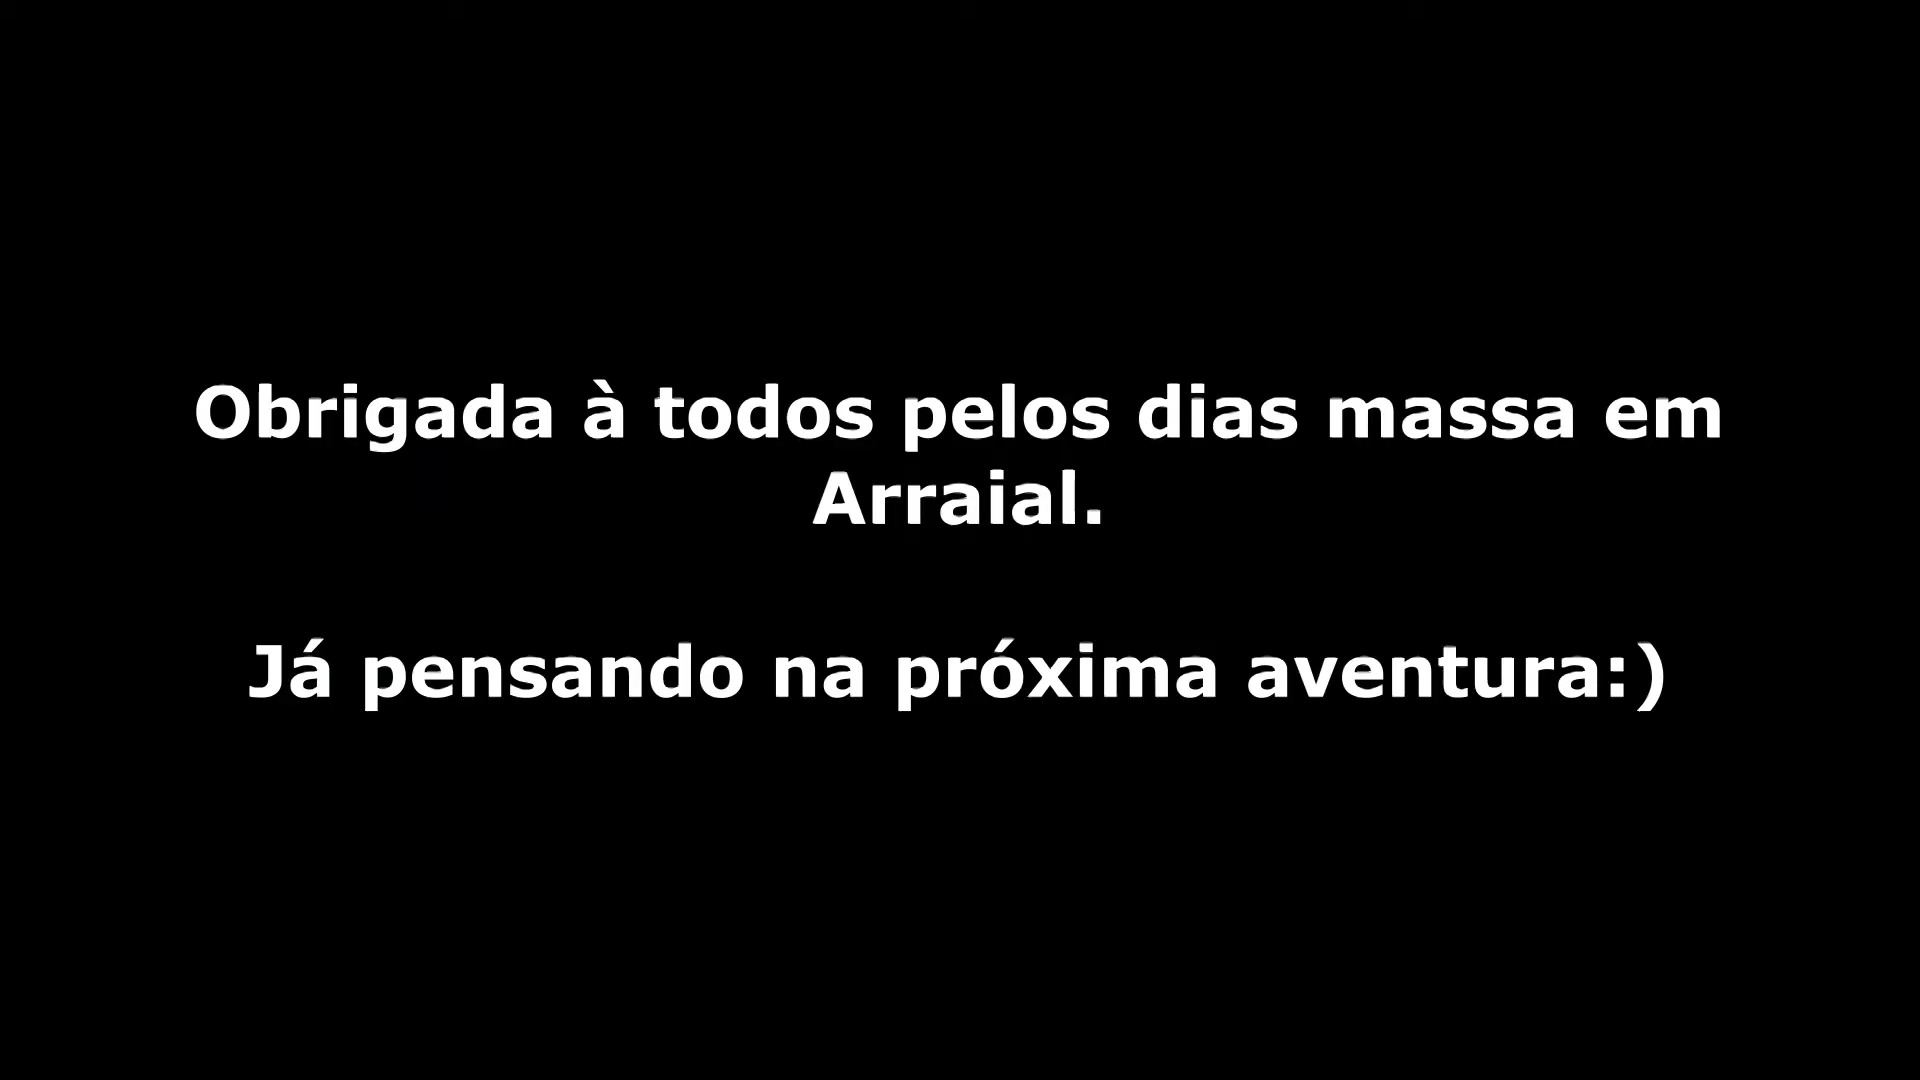 Obrigada à todos pelos dias massa em
Arraial.
Já pensando na próxima aventura:)